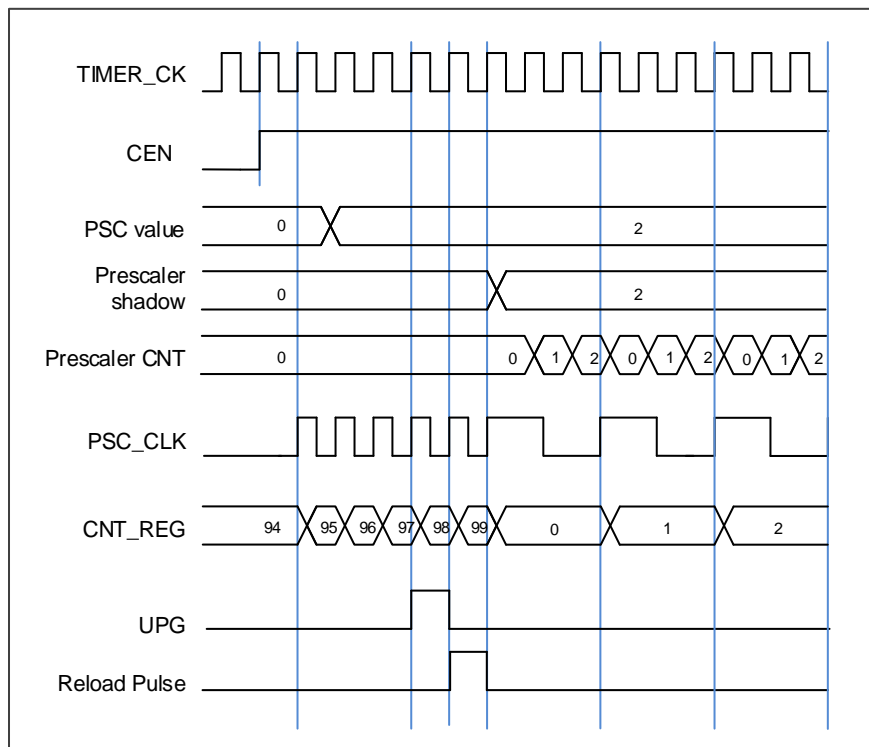 TIMER_CK
CEN
PSC value 0 2
Prescaler
shadow 0 2
Prescaler CNT 0 0 1 2 0 1 2 0 1 2
PSC_CLK
CNT_REG 94 95 96 97 98 99 0 1 2
UPG
Reload Pulse